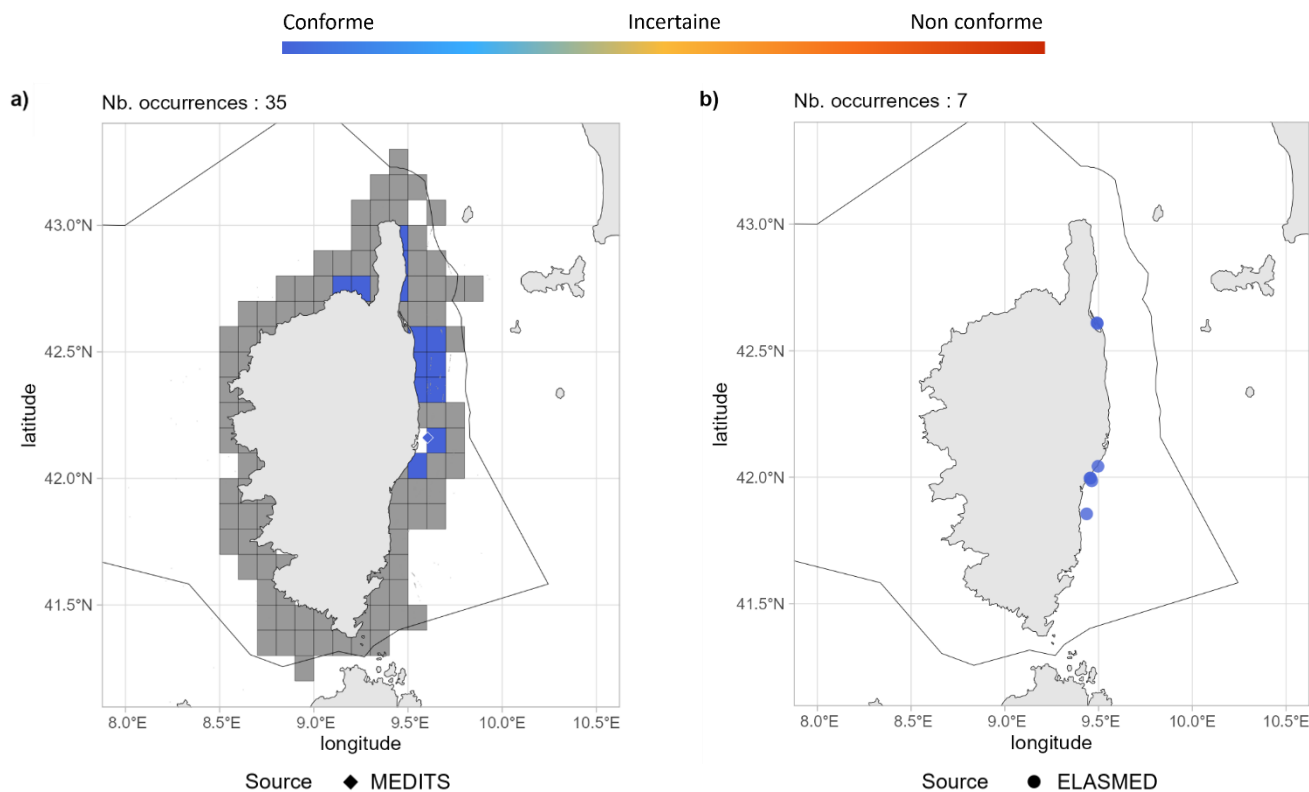 Conforme Incertaine Non conforme
a) Nb. occurrences : 35
43.0°N
42.5°N
42.0°N
41.5°N
latitude
8.0°E 8.5°E 9.0°E 9.5°E 10.0°E 10.5°E
longitude
Source MEDITS
b) Nb. occurrences : 7
43.0°N
42.5°N
42.0°N
41.5°N
latitude
8.0°E 8.5°E 9.0°E 9.5°E 10.0°E 10.5°E
longitude
Source ELASMED